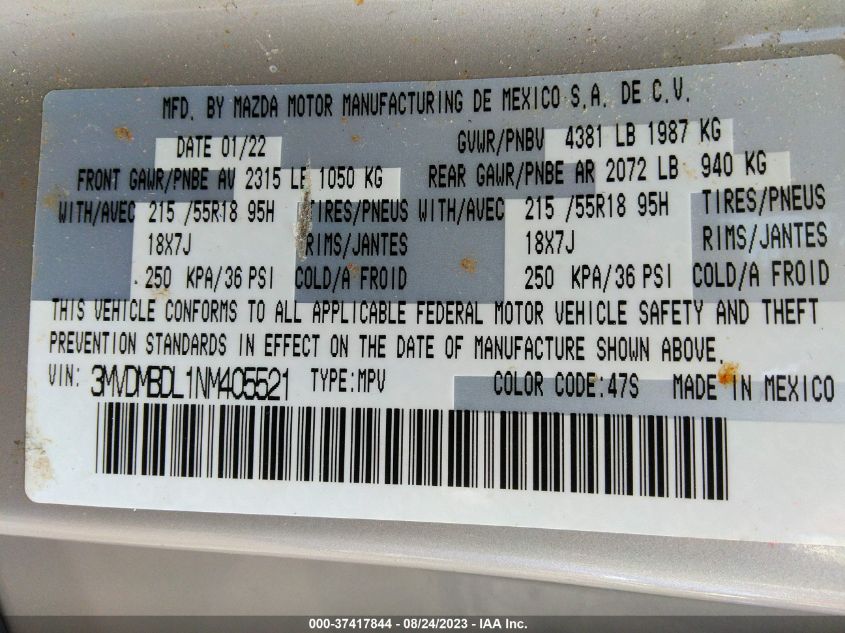 MFD. BY MAZDA MOTOR MANUFACTURING DE MEXICO S.A. DE C.V.
DATE 01/22 GVWR/PNBV 4381 LB 1987 KG
FRONT GAWR/PNBE AV 2315 LB 1050 KG REAR GAWR/PNBE AR 2072 LB 940 KG
WITH/AVEC 215 /55R18 95H TIRES/PNEUS WITH/AVEC 215 /55R18 95H TIRES/PNEUS
18X7J RIMS/JANTES 18X7J RIMS/JANTES
250 KPA/36 PSI COLD/A FROID 250 KPA/36 PSI COLD/A FROID
THIS VEHICLE CONFORMS TO ALL APPLICABLE FEDERAL MOTOR VEHICLE SAFETY AND THEFT
PREVENTION STANDARDS IN EFFECT ON THE DATE OF MANUFACTURE SHOWN ABOVE.
VIN: 3MVDMBDL1NM405521 TYPE:MPV COLOR CODE:47S MADE IN MEXICO
000-37417844 - 08/24/2023 - IAA Inc.